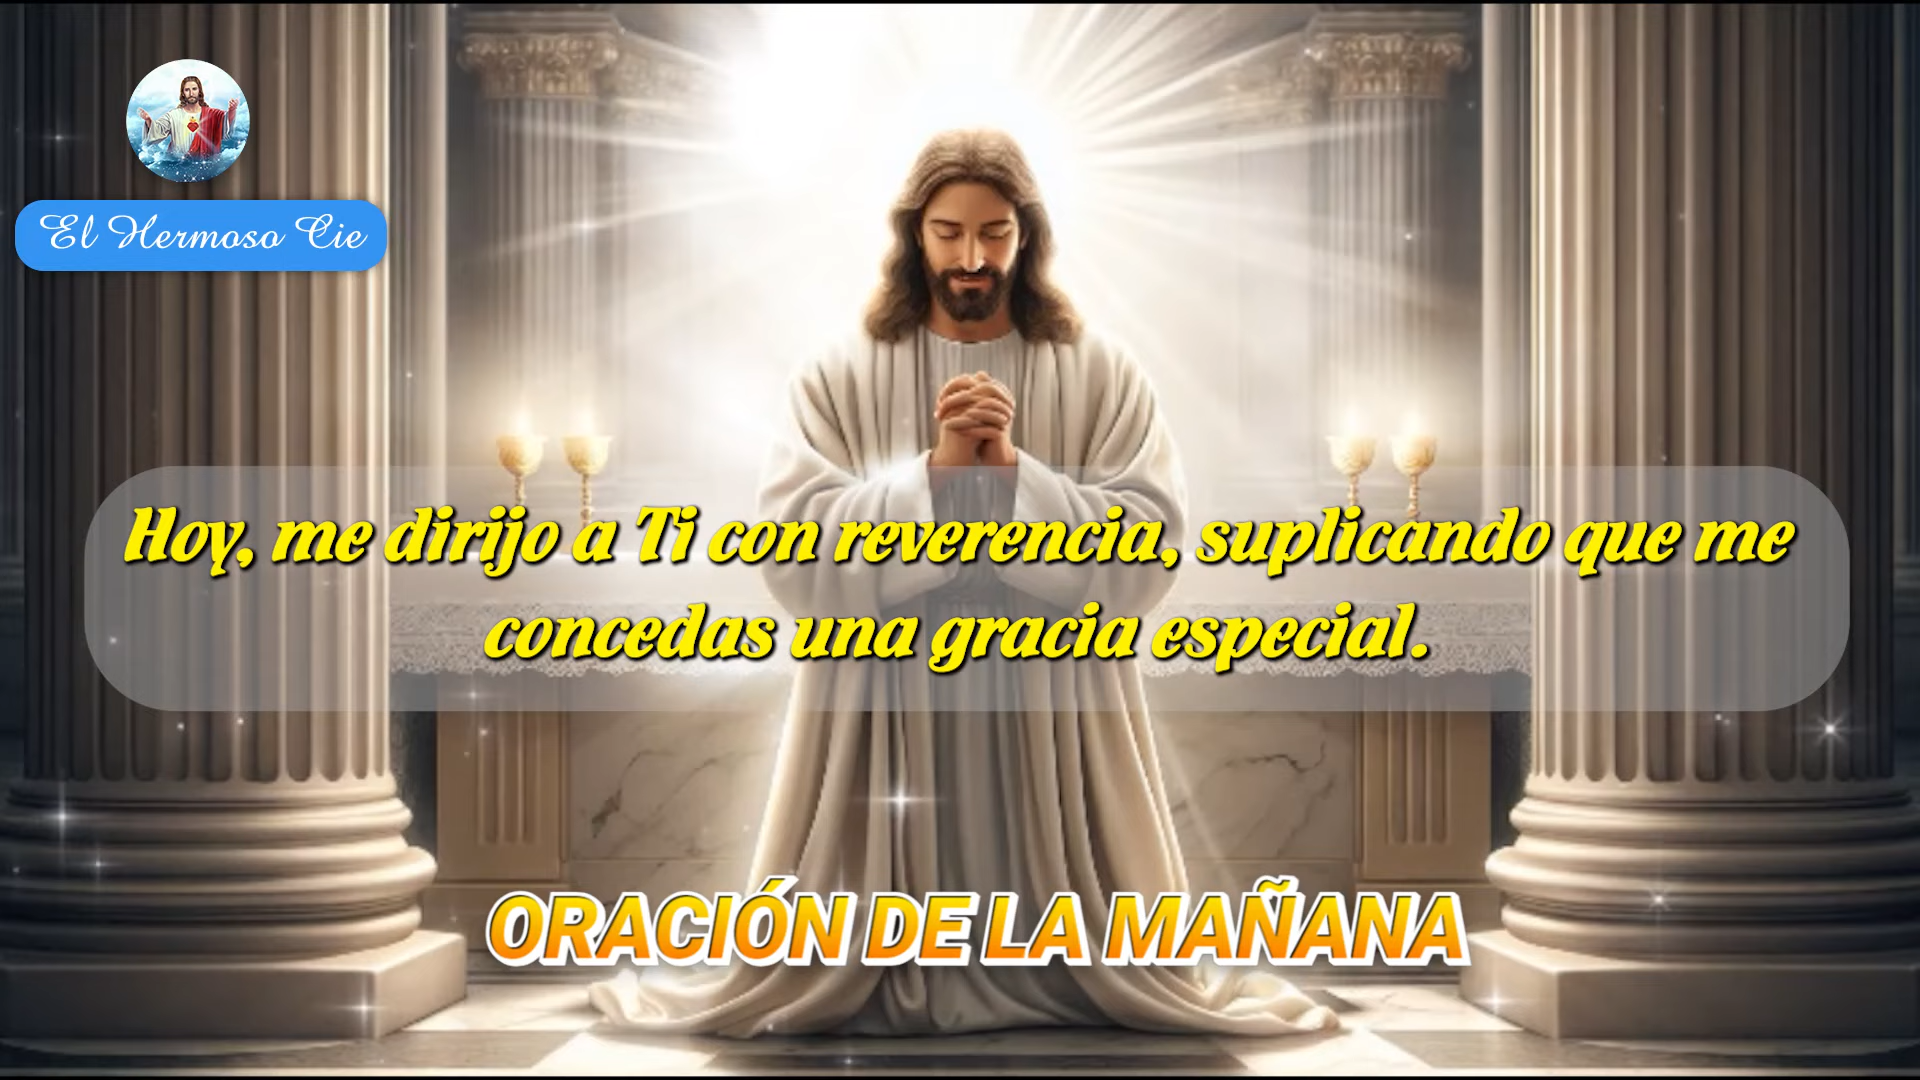 El Hermoso Cie
Hoy, me dirijo a Ti con reverencia, suplicando que me
concedas una gracia especial.
ORACIÓN DE LA MAÑANA